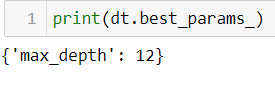 1 print(dt.best_params_)
{'max_depth': 12}